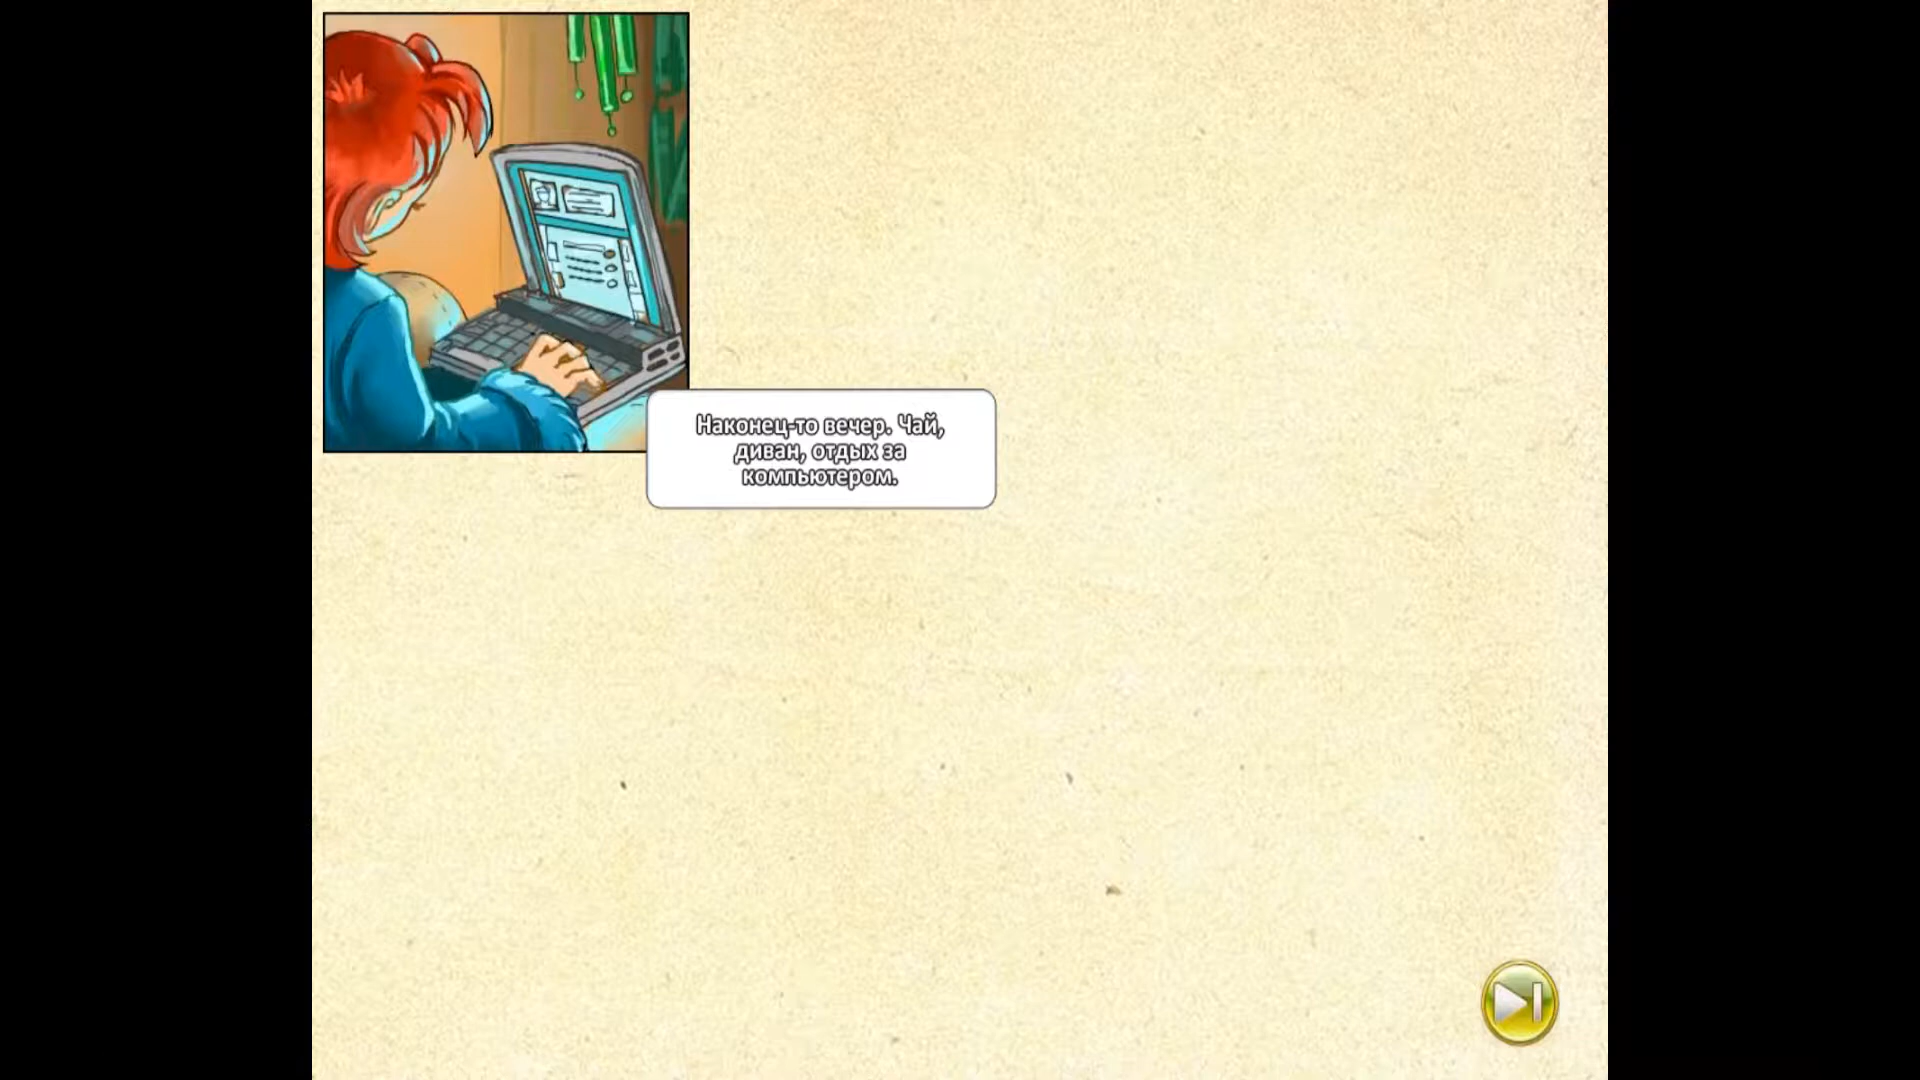 Наконец-то вечер. Чай,
диван, отдых за
компьютером.